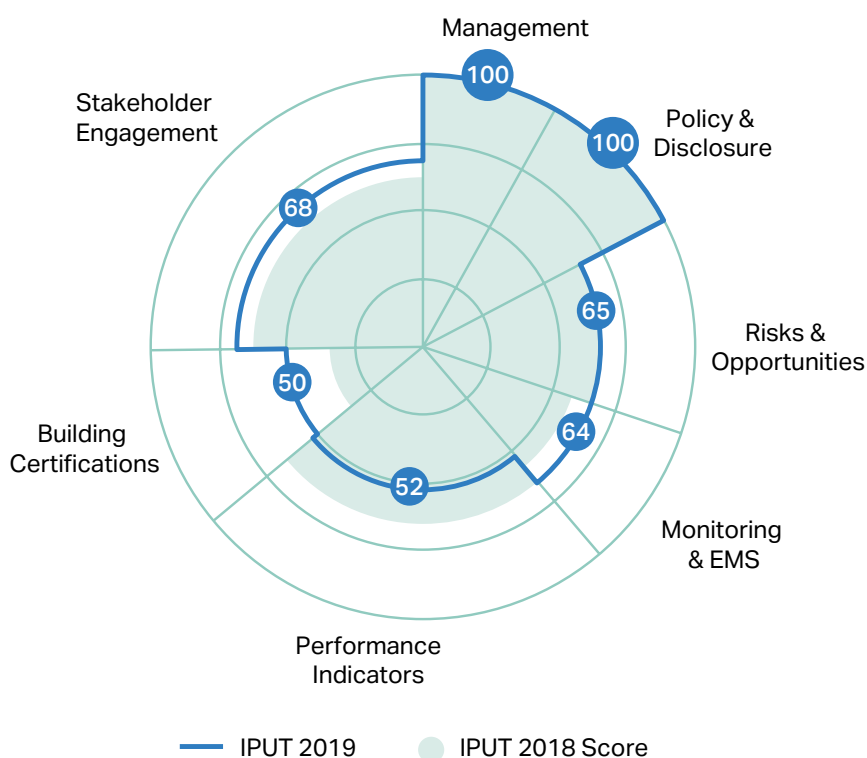 Management
100
Policy &
Disclosure
100
Risks &
Opportunities
65
Monitoring
& EMS
64
Performance
Indicators
52
Building
Certifications
50
Stakeholder
Engagement
68
IPUT 2019
IPUT 2018 Score